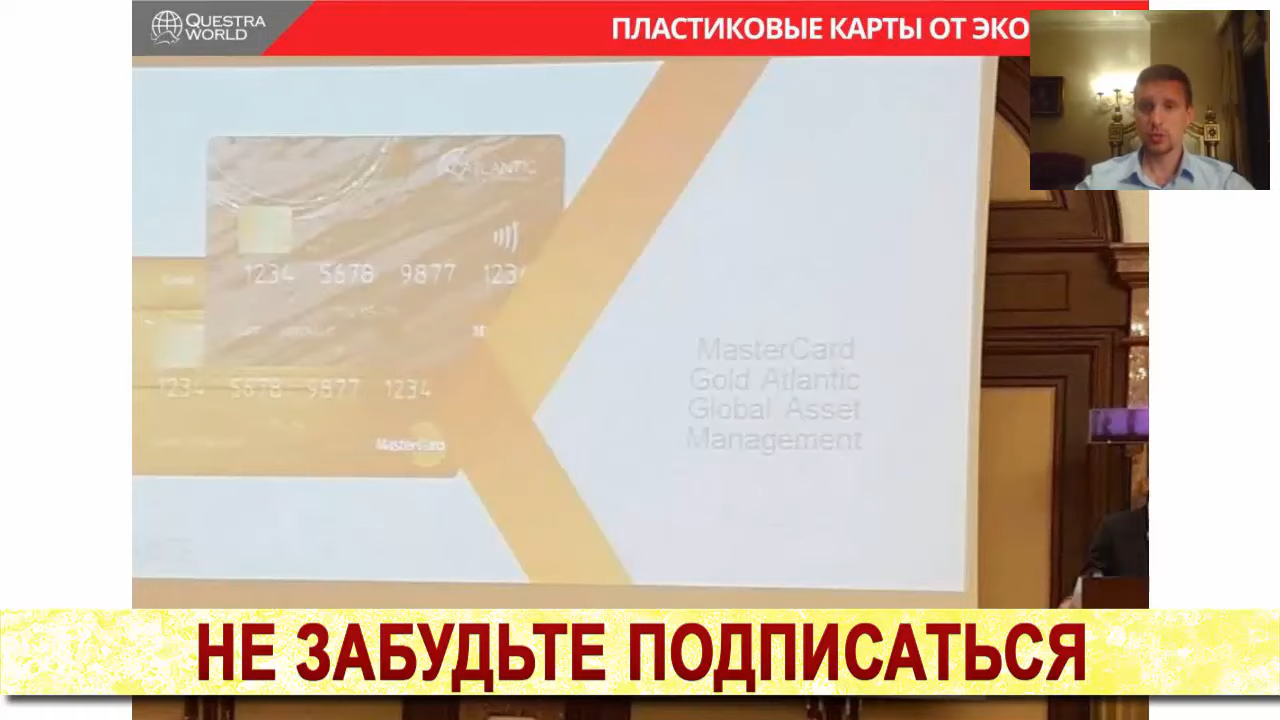 QUESTRA
WORLD
ПЛАСТИКОВЫЕ КАРТЫ ОТ ЭКО
ATLANTIC
1234 5678 9877 123
1234 5678 9877 1234
MasterCard
MasterCard
Gold Atlantic
Global Asset
Management
НЕ ЗАБУДЬТЕ ПОДПИСАТЬСЯ